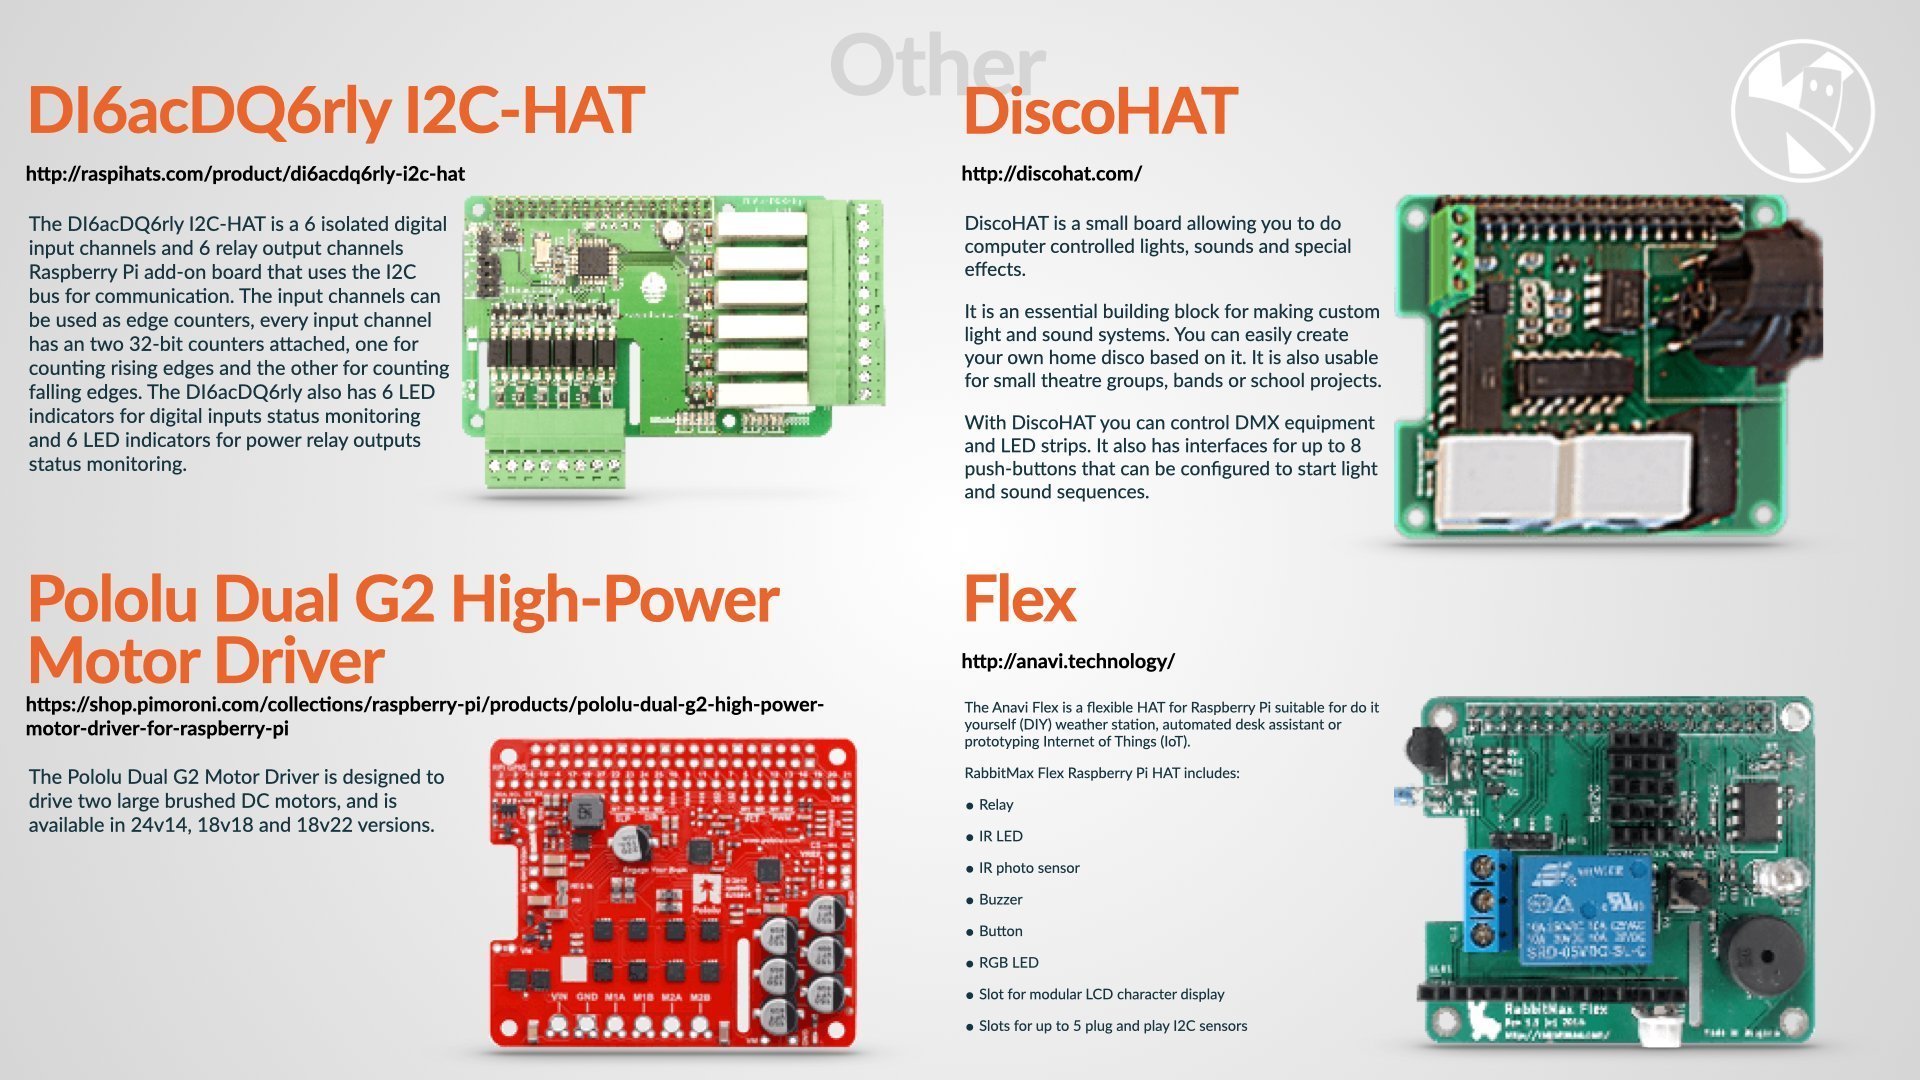 Other
DI6acDQ6rly I2C-HAT
http://raspihats.com/product/di6acdq6rly-i2c-hat
The DI6acDQ6rly I2C-HAT is a 6 isolated digital
input channels and 6 relay output channels
Raspberry Pi add-on board that uses the I2C
bus for communication. The input channels can
be used as edge counters, every input channel
has an two 32-bit counters attached, one for
counting rising edges and the other for counting
falling edges. The DI6acDQ6rly also has 6 LED
indicators for digital inputs status monitoring
and 6 LED indicators for power relay outputs
status monitoring.
DiscoHAT
http://discohat.com/
DiscoHAT is a small board allowing you to do
computer controlled lights, sounds and special
effects.
It is an essential building block for making custom
light and sound systems. You can easily create
your own home disco based on it. It is also usable
for small theatre groups, bands or school projects.
With DiscoHAT you can control DMX equipment
and LED strips. It also has interfaces for up to 8
push-buttons that can be configured to start light
and sound sequences.
Pololu Dual G2 High-Power
Motor Driver
https://shop.pimoroni.com/collections/raspberry-pi/products/pololu-dual-g2-high-power-
motor-driver-for-raspberry-pi
The Pololu Dual G2 Motor Driver is designed to
drive two large brushed DC motors, and is
available in 24v14, 18v18 and 18v22 versions.
Engage Your Brain
Pololu
VIN GND M1A M1B M2A M2B
Flex
http://anavi.technology/
The Anavi Flex is a flexible HAT for Raspberry Pi suitable for do it
yourself (DIY) weather station, automated desk assistant or
prototyping Internet of Things (IoT).
RabbitMax Flex Raspberry Pi HAT includes:
• Relay
• IR LED
• IR photo sensor
• Buzzer
• Button
• RGB LED
• Slot for modular LCD character display
• Slots for up to 5 plug and play I2C sensors
SRD-05VDC-SL-C
RabbitMax Flex